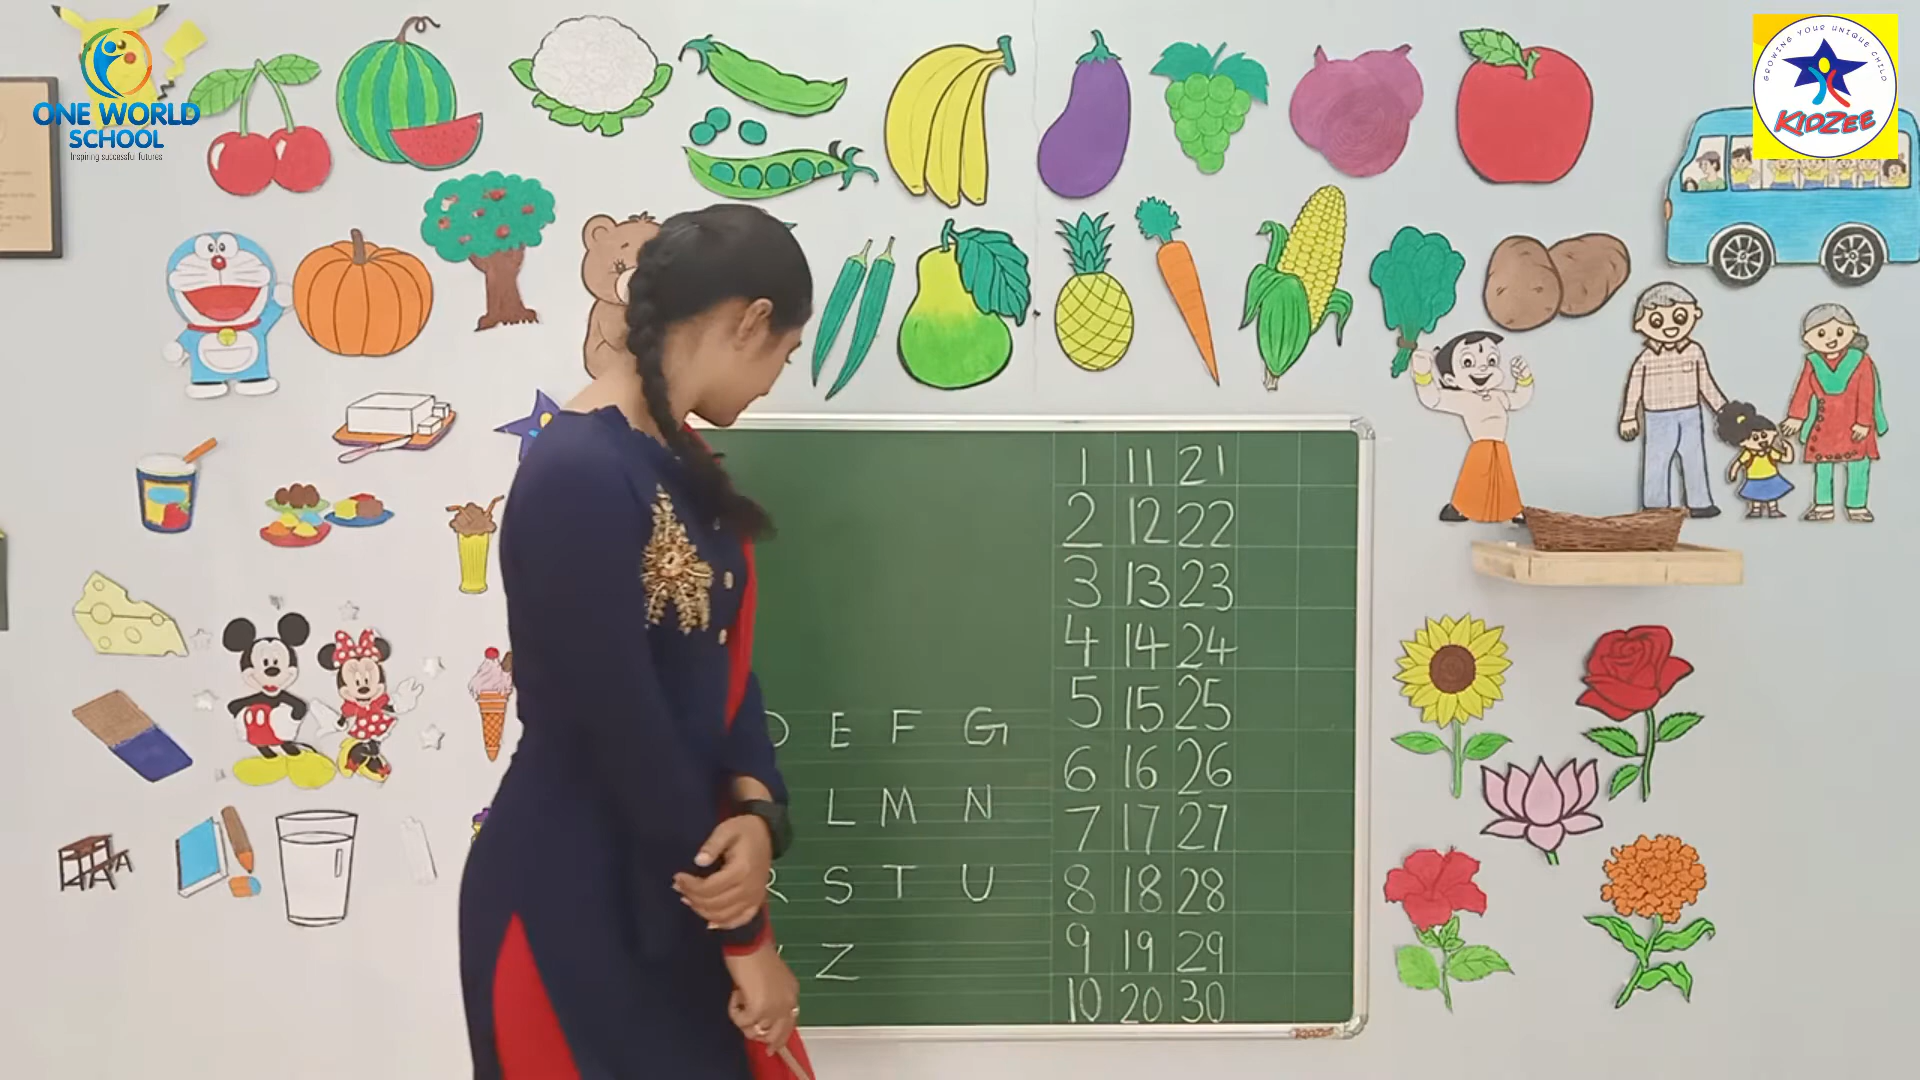 ONE WORLD
SCHOOL
Inspiring successful futures
GROWING YOUR UNIQUE CHILD
KIDZEE
1 11 21
2 12 22
3 13 23
4 14 24
5 15 25
D E F G
6 16 26
L M N
7 17 27
R S T U
8 18 28
Z
9 19 29
10 20 30
KIDZEE